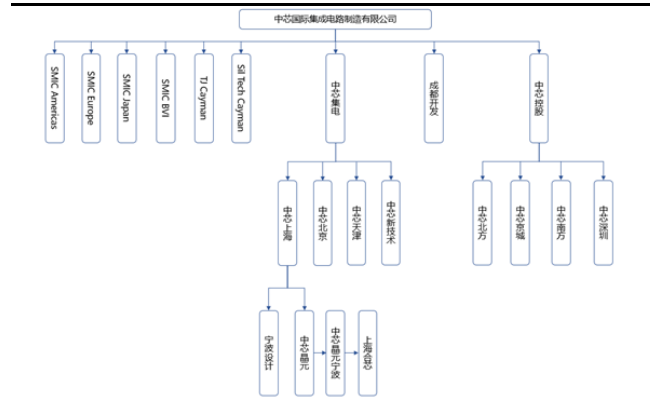 中芯国际集成电路制造有限公司
SMIC Americas
SMIC Europe
SMIC Japan
SMIC BVI
TJ Cayman
Sil Tech Cayman
中芯集电
成都开发
中芯控股
中芯上海
中芯北京
中芯天津
中芯新技术
中芯北方
中芯京城
中芯南方
中芯深圳
宁波设计
中芯晶元
中芯晶元宁波
上海合芯